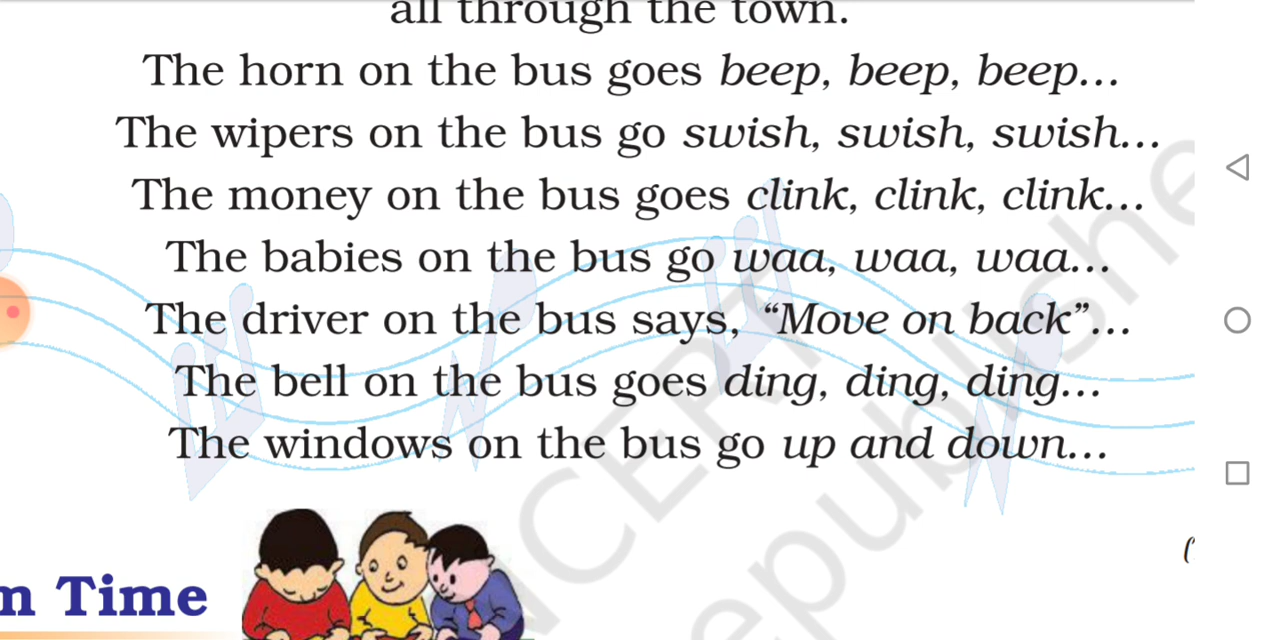 all through the town.
The horn on the bus goes beep, beep, beep...
The wipers on the bus go swish, swish, swish...
The money on the bus goes clink, clink, clink...
The babies on the bus go waa, waa, waa...
The driver on the bus says, “Move on back”...
The bell on the bus goes ding, ding, ding...
The windows on the bus go up and down...
Time